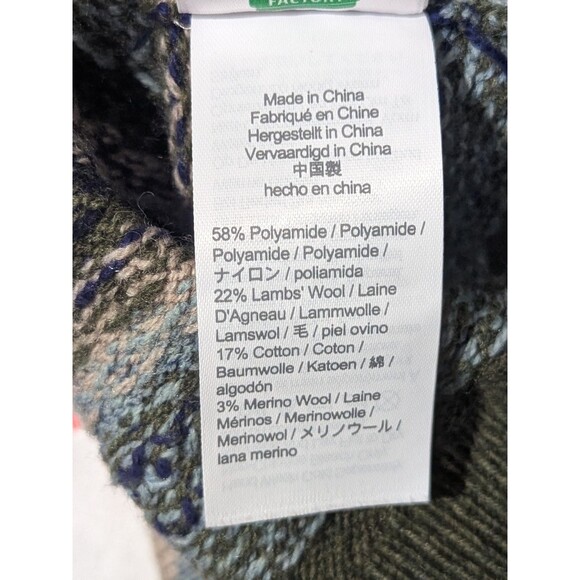 FACTORY
Made in China
Fabriqué en Chine
Hergestellt in China
Vervaardigd in China
中国製
hecho en china
58% Polyamide / Polyamide /
Polyamide / Polyamide /
ナイロン / poliamida
22% Lambs' Wool / Laine
D'Agneau / Lammwolle /
Lamswol / 毛 / piel ovino
17% Cotton / Coton /
Baumwolle / Katoen / 綿 /
algodón
3% Merino Wool / Laine
Mérinos / Merinowolle /
Merinowol / メリノウール /
lana merino